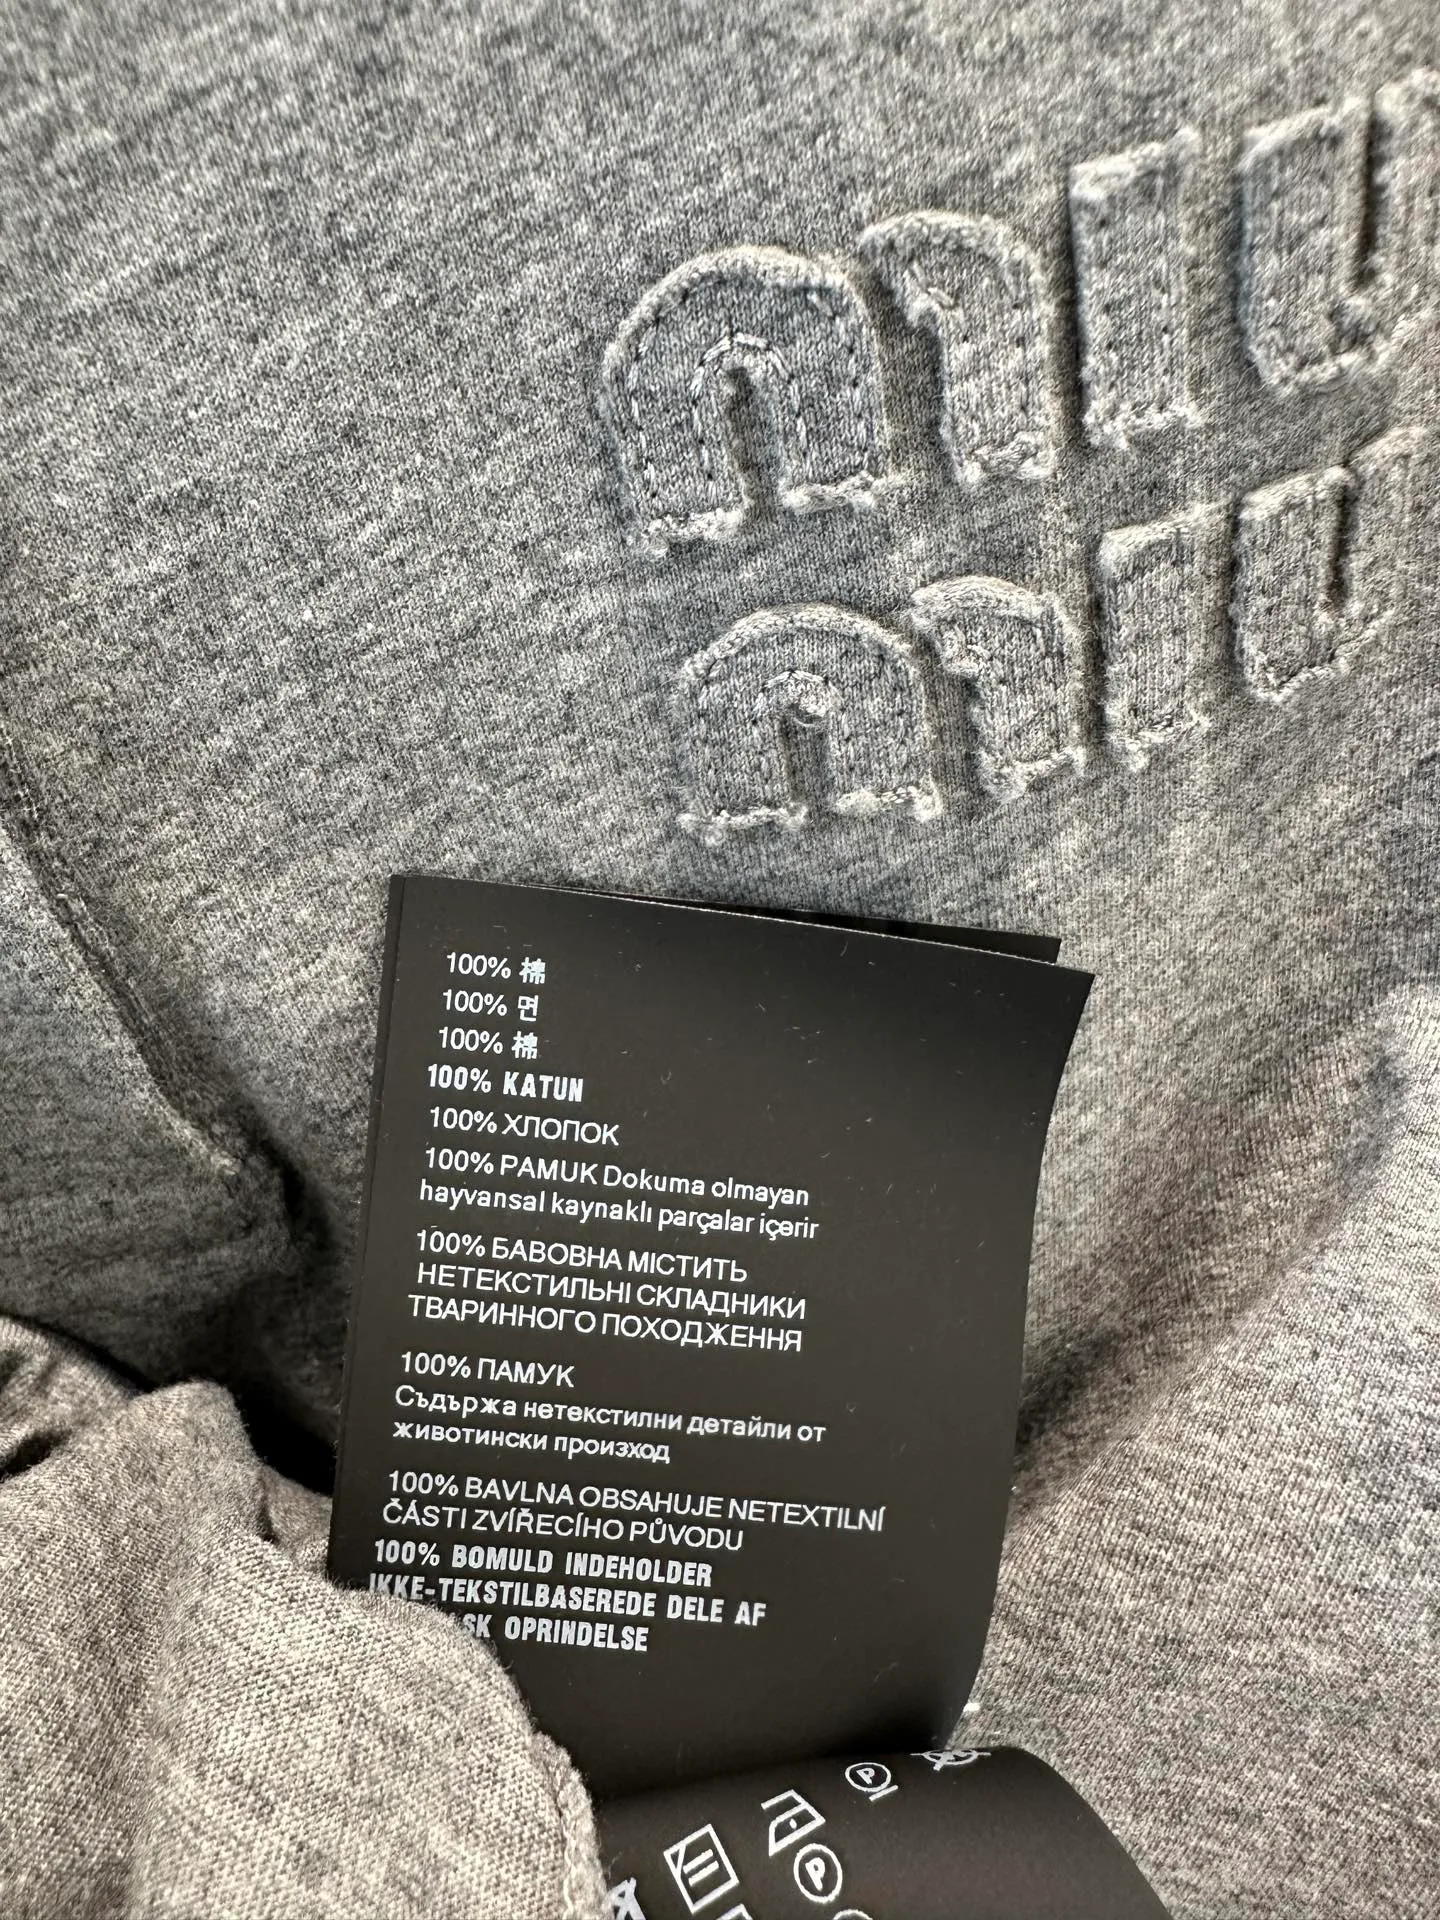 miu
miu
100% 棉
100% 면
100% 棉
100% KATUN
100% ХЛОПОК
100% PAMUK Dokuma olmayan
hayvansal kaynaklı parçalar içerir
100% БАВОВНА МІСТИТЬ
НЕТЕКСТИЛЬНІ СКЛАДНИКИ
ТВАРИННОГО ПОХОДЖЕННЯ
100% ПАМУК
Съдържа нетекстилни детайли от
животински произход
100% BAVLNA OBSAHUJE NETEXTILNÍ
ČÁSTI ZVÍŘECÍHO PŮVODU
100% BOMULD INDEHOLDER
IKKE-TEKSTILBASEREDE DELE AF
SK OPRINDELSE
P
P